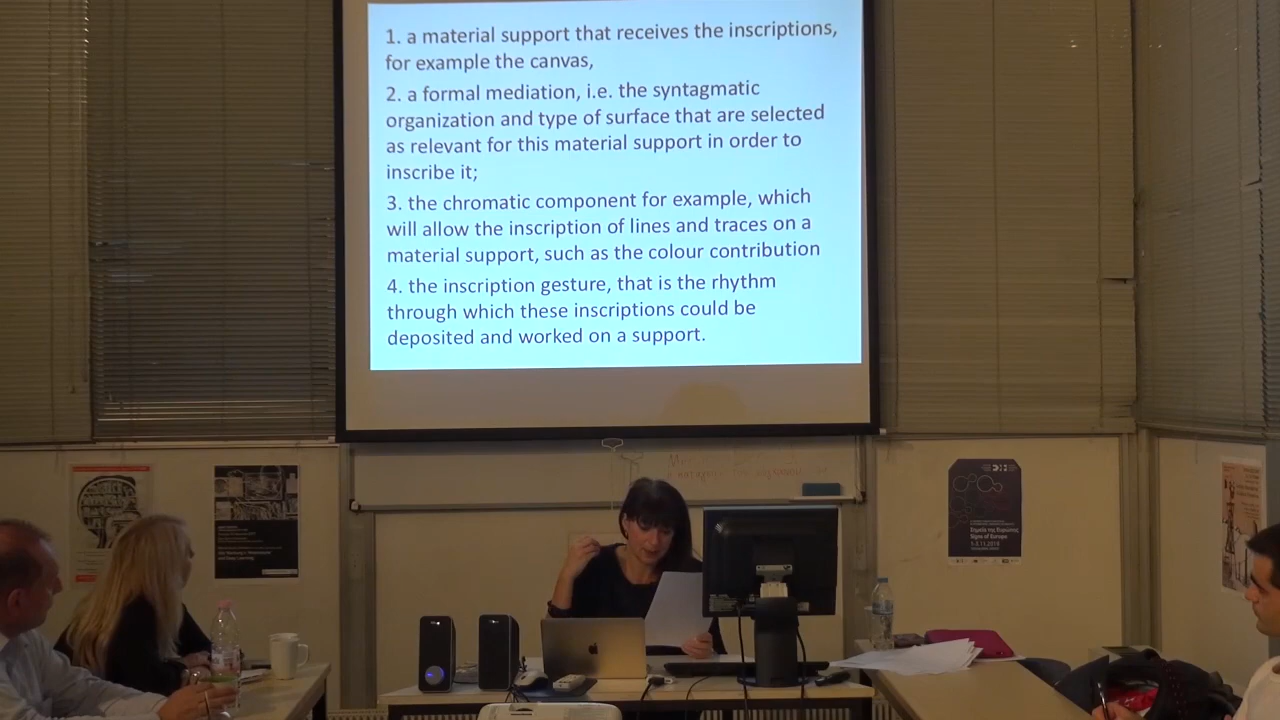 1. a material support that receives the inscriptions,
for example the canvas,
2. a formal mediation, i.e. the syntagmatic
organization and type of surface that are selected
as relevant for this material support in order to
inscribe it;
3. the chromatic component for example, which
will allow the inscription of lines and traces on a
material support, such as the colour contribution
4. the inscription gesture, that is the rhythm
through which these inscriptions could be
deposited and worked on a support.
Σημεία της Ευρώπης
Signs of Europe